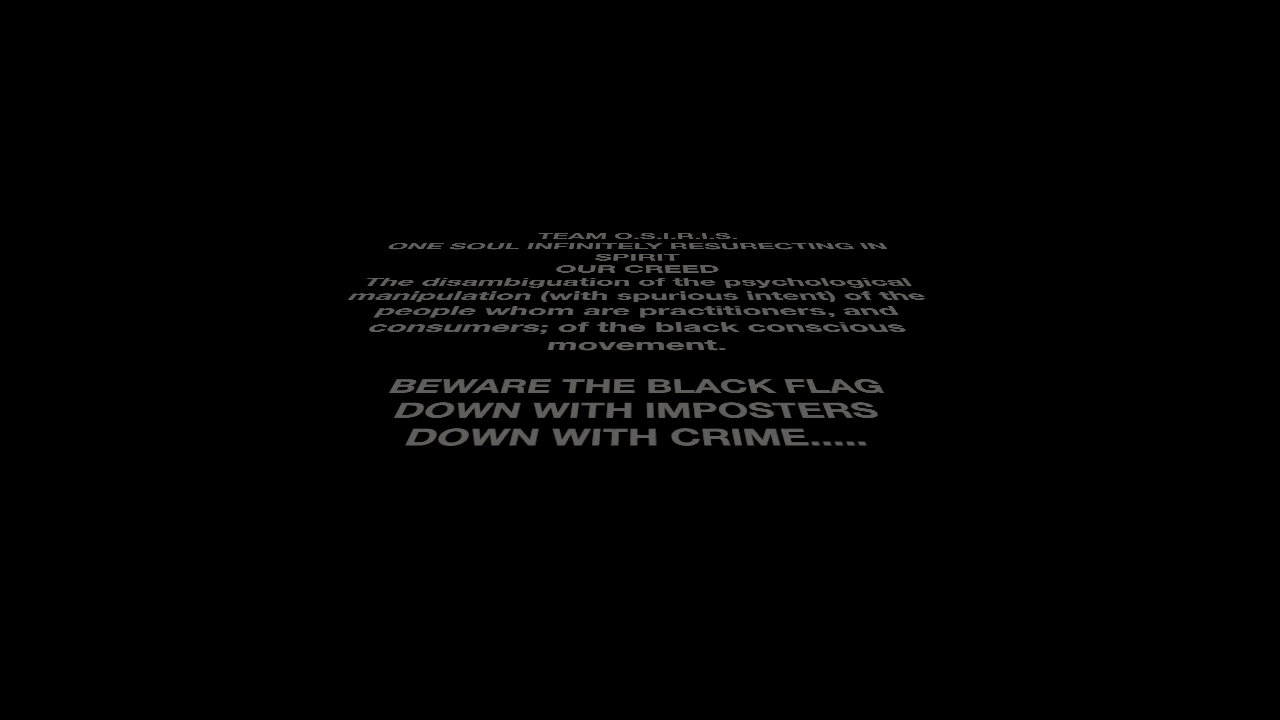 TEAM O.S.I.R.I.S.
ONE SOUL INFINITELY RESURECTING IN
SPIRIT
OUR CREED
The disambiguation of the psychological
manipulation (with spurious intent) of the
people whom are practitioners, and
consumers; of the black conscious
movement.
BEWARE THE BLACK FLAG
DOWN WITH IMPOSTERS
DOWN WITH CRIME.....